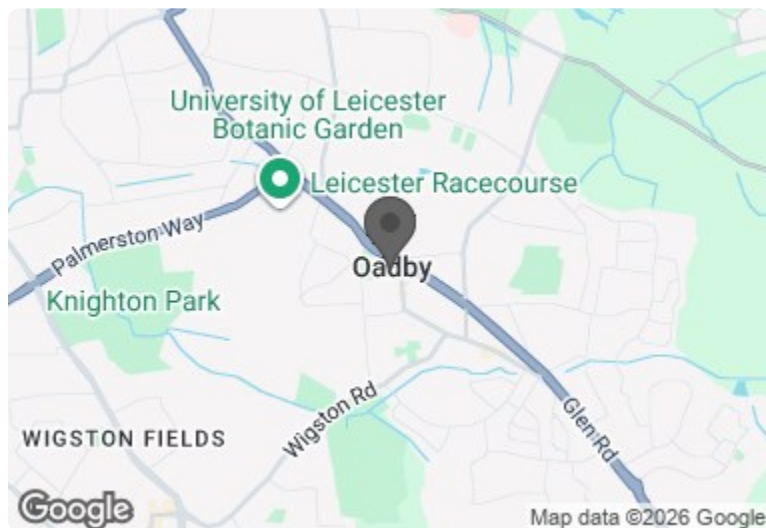 University of Leicester
Botanic Garden
Leicester Racecourse
Palmerston Way
Oadby
Knighton Park
Wigston Rd
Glen Rd
WIGSTON FIELDS
Google
Map data ©2026 Google